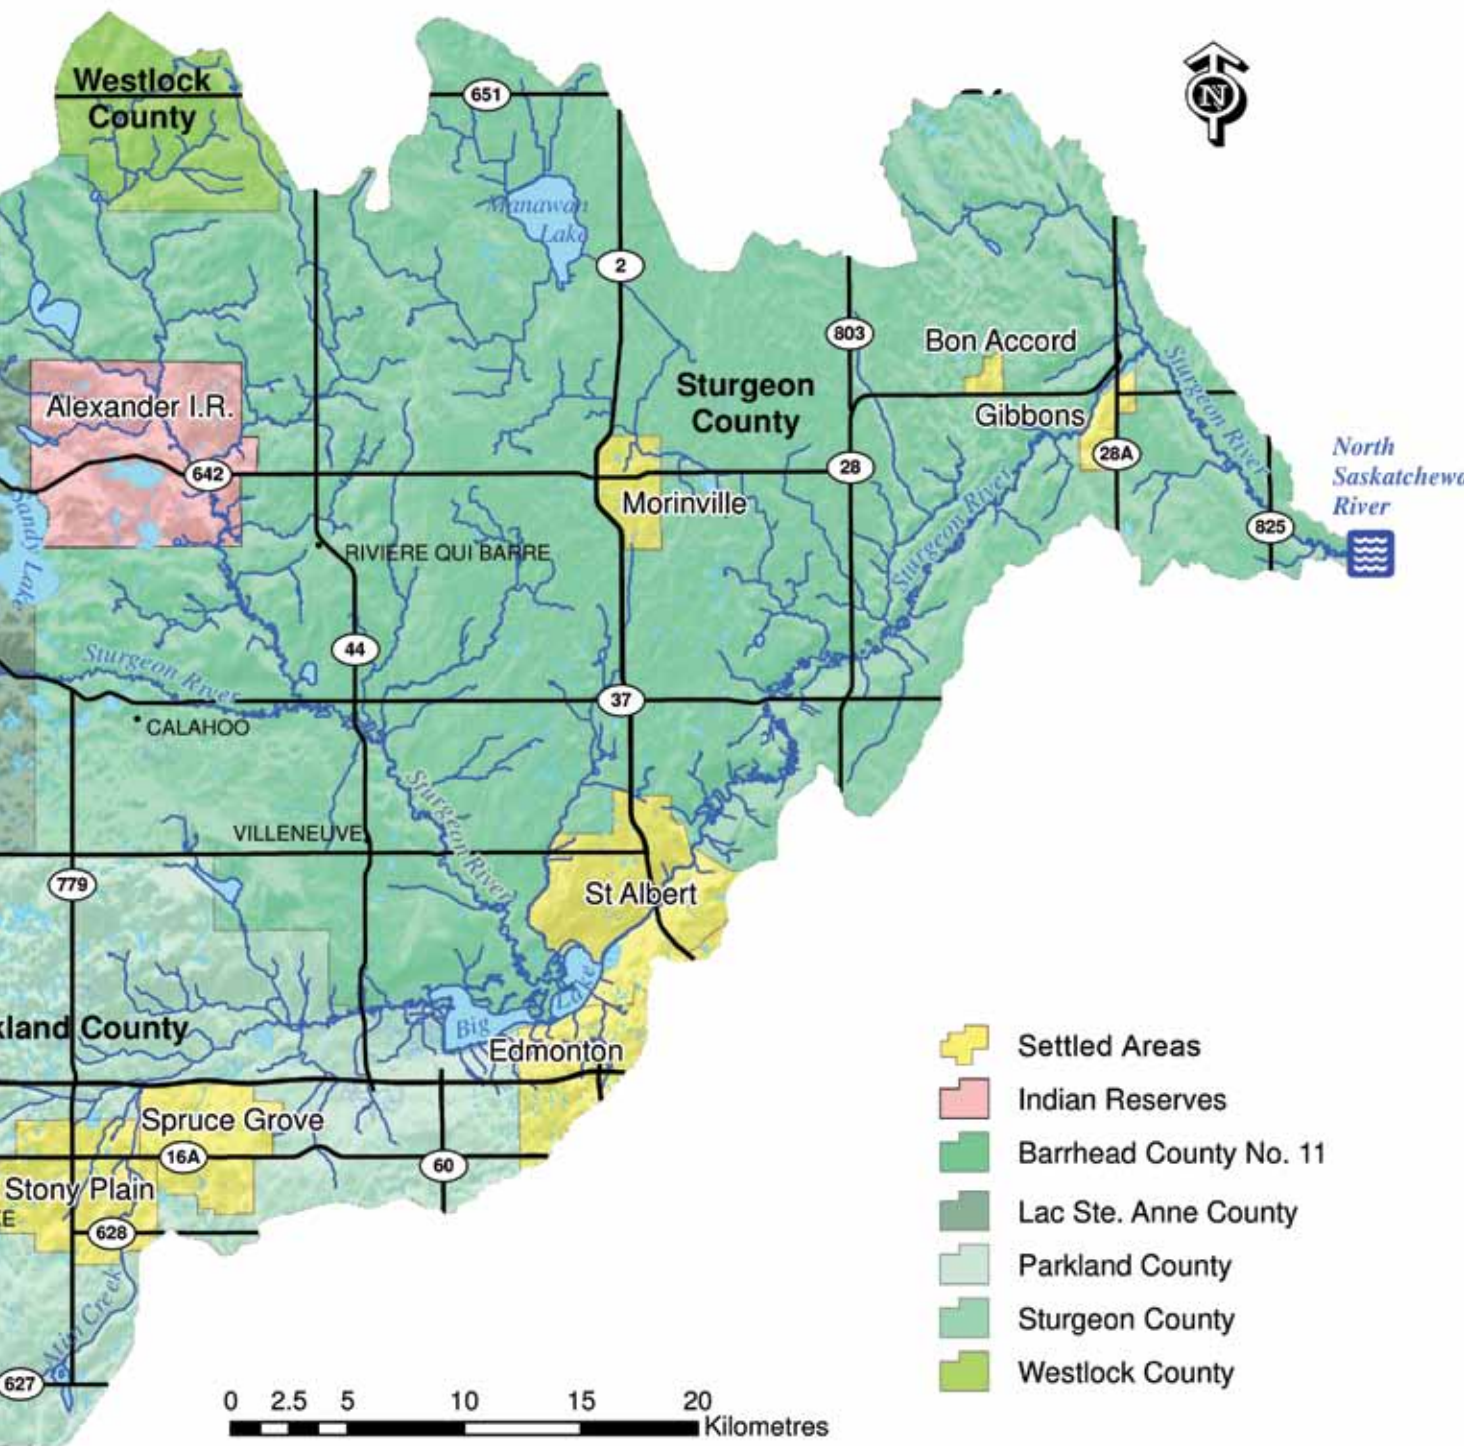 Westlock
County
651
N
Manawan
Lake
2
803
Bon Accord
Sturgeon River
Alexander I.R.
Sturgeon
County
Gibbons
642
28
28A
North
Saskatchewa
River
Morinville
Sandy Lake
Sturgeon River
825
RIVIERE QUI BARRE
44
Sturgeon River
37
CALAHOO
Sturgeon River
VILLENEUVE
779
St Albert
Big
Lake
kland County
Edmonton
Spruce Grove
16A
60
Stony Plain
E
628
627
Settled Areas
Indian Reserves
Barrhead County No. 11
Lac Ste. Anne County
Parkland County
Sturgeon County
Westlock County
0 2.5 5 10 15 20
Kilometres